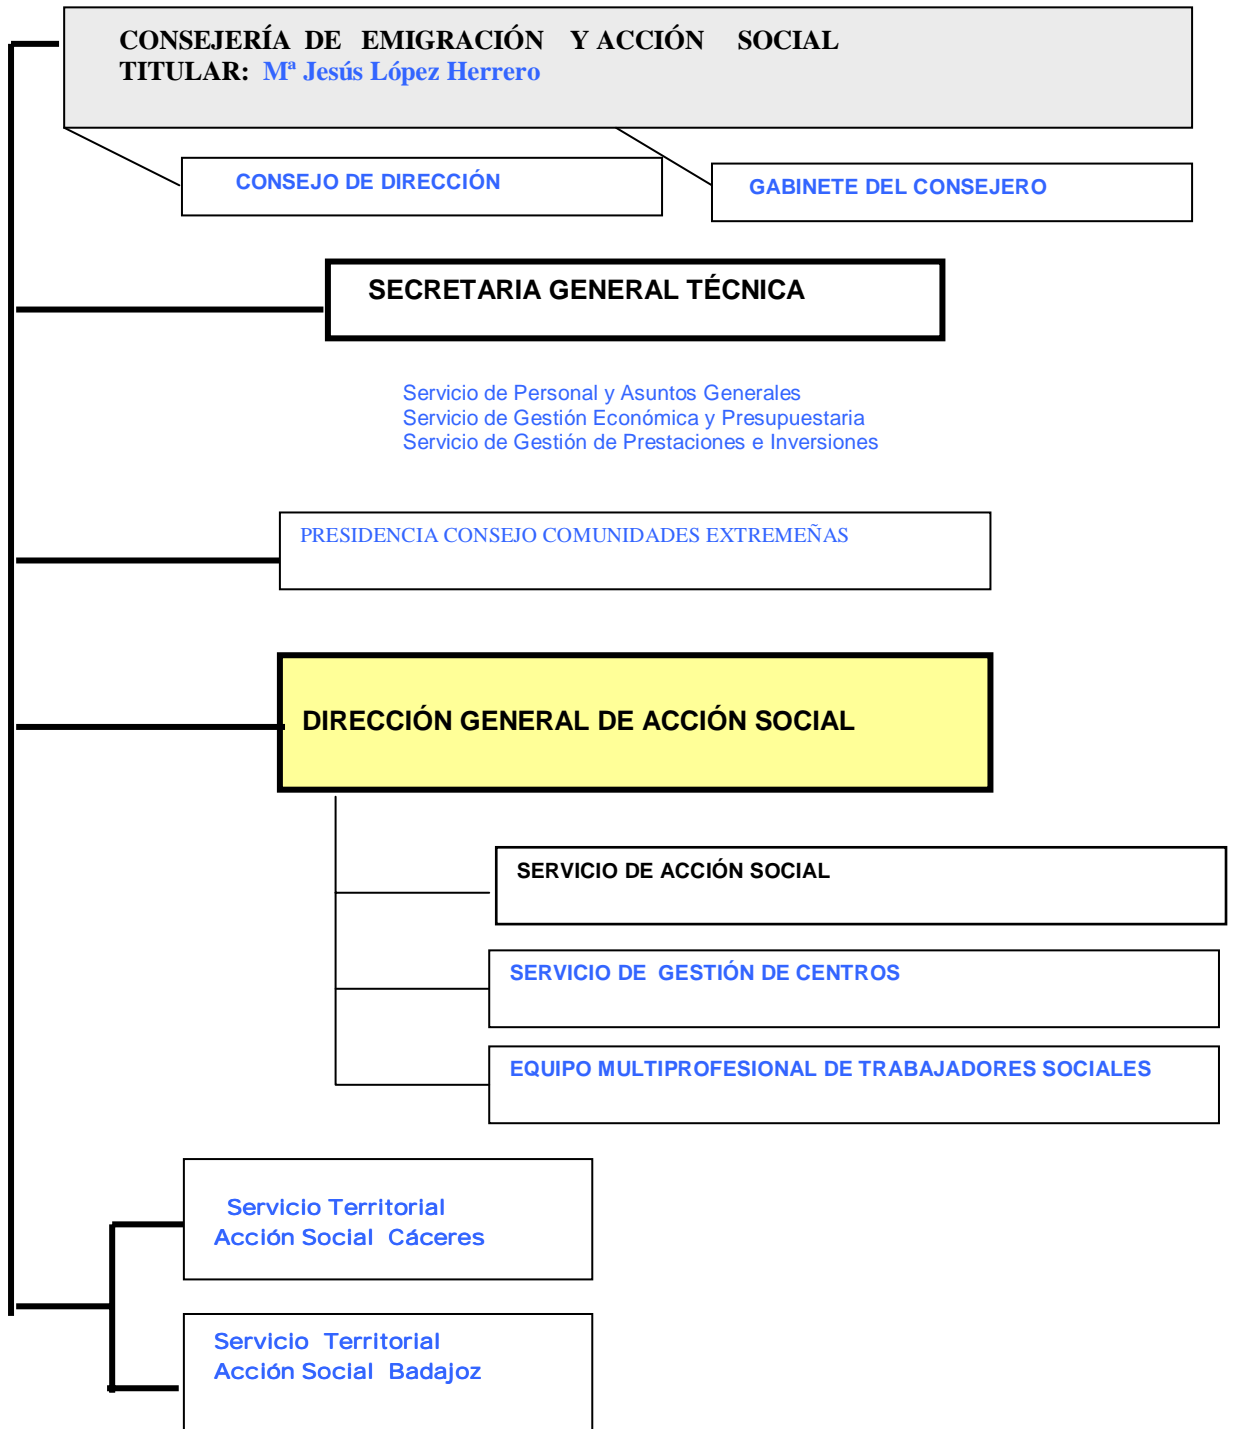 CONSEJERÍA DE EMIGRACIÓN Y ACCIÓN SOCIAL
TITULAR: Mª Jesús López Herrero
CONSEJO DE DIRECCIÓN
GABINETE DEL CONSEJERO
SECRETARIA GENERAL TÉCNICA
Servicio de Personal y Asuntos Generales
Servicio de Gestión Económica y Presupuestaria
Servicio de Gestión de Prestaciones e Inversiones
PRESIDENCIA CONSEJO COMUNIDADES EXTREMEÑAS
DIRECCIÓN GENERAL DE ACCIÓN SOCIAL
SERVICIO DE ACCIÓN SOCIAL
SERVICIO DE GESTIÓN DE CENTROS
EQUIPO MULTIPROFESIONAL DE TRABAJADORES SOCIALES
Servicio Territorial
Acción Social Cáceres
Servicio Territorial
Acción Social Badajoz